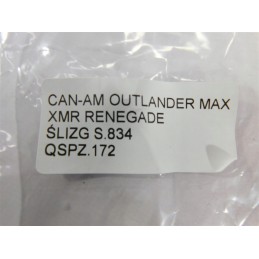 CAN-AM OUTLANDER MAX
XMR RENEGADE
ŚLIZG S.834
QSPZ.172